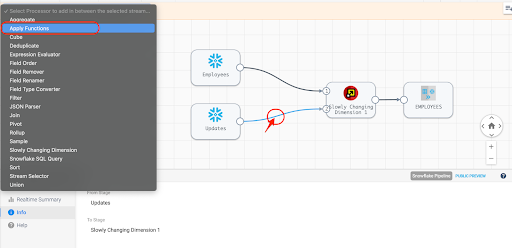 ✓ Select Processor to add in between the selected stream...
Aggregate
Apply Functions
Cube
Deduplicate
Expression Evaluator
Field Order
Field Remover
Field Renamer
Field Type Converter
Filter
JSON Parser
Join
Pivot
Rollup
Sample
Slowly Changing Dimension
Snowflake SQL Query
Sort
Stream Selector
Union
Employees
Updates
1
2
Slowly Changing
Dimension 1
EMPLOYEES
Snowflake Pipeline
PUBLIC PREVIEW
Realtime Summary
Info
Help
From Stage
Updates
To Stage
Slowly Changing Dimension 1